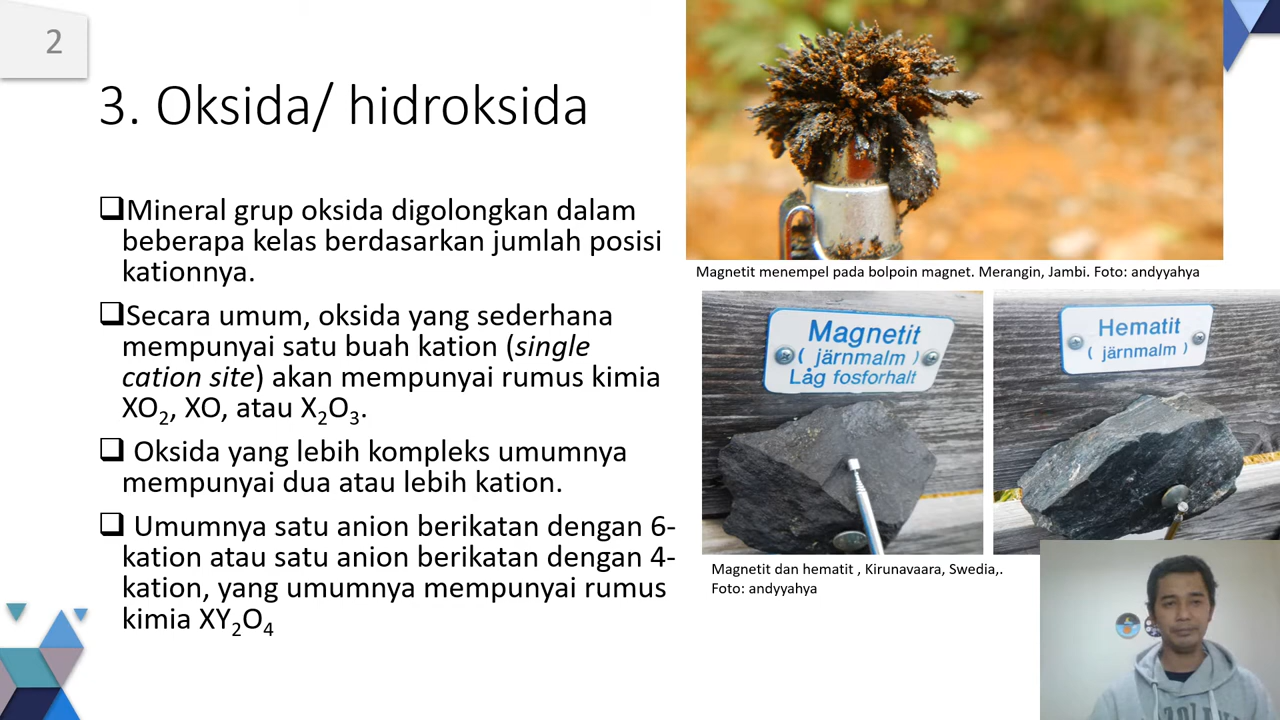 2
3. Oksida/ hidroksida
Mineral grup oksida digolongkan dalam
beberapa kelas berdasarkan jumlah posisi
kationnya.
Secara umum, oksida yang sederhana
mempunyai satu buah kation (single
cation site) akan mempunyai rumus kimia
XO₂, XO, atau X₂O₃.
Oksida yang lebih kompleks umumnya
mempunyai dua atau lebih kation.
Umumnya satu anion berikatan dengan 6-
kation atau satu anion berikatan dengan 4-
kation, yang umumnya mempunyai rumus
kimia XY₂O₄
Magnetit menempel pada bolpoin magnet. Merangin, Jambi. Foto: andyyahya
Magnetit
( järnmalm )
Låg fosforhalt
Hematit
( järnmalm )
Magnetit dan hematit , Kirunavaara, Swedia,.
Foto: andyyahya